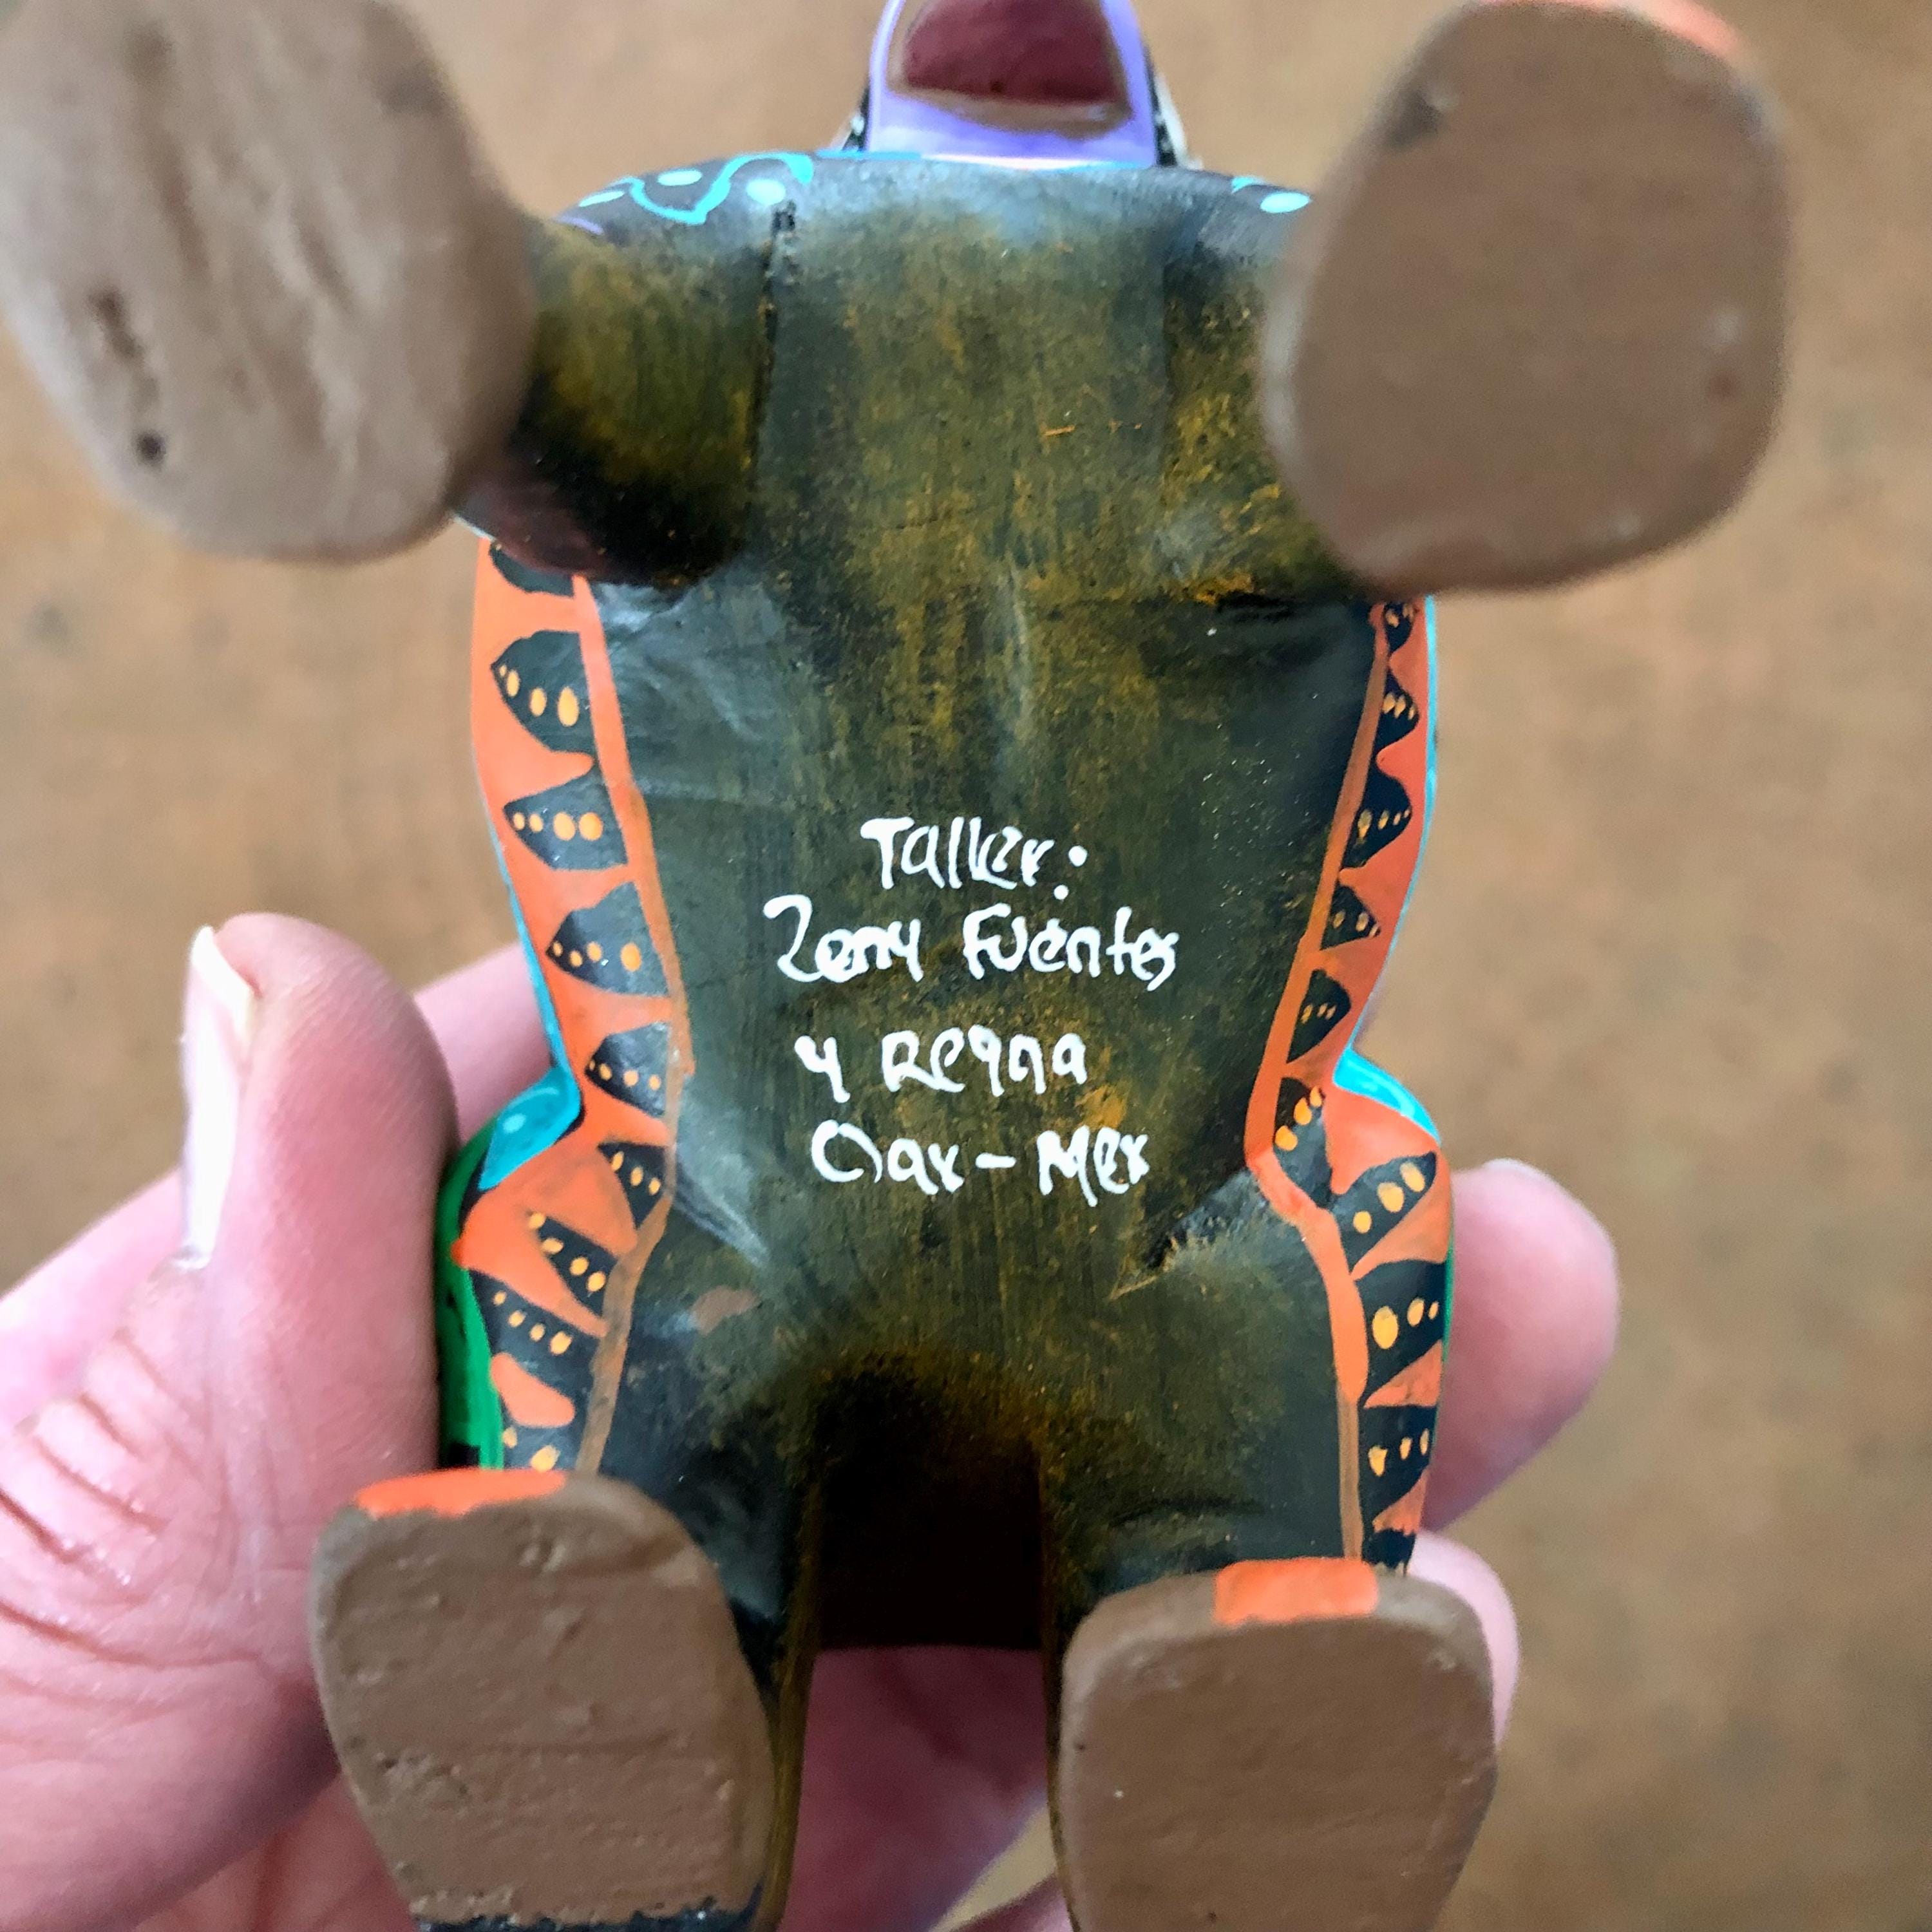 Taller:
Zeny Fuentes
y Reyna
Oax-Mex